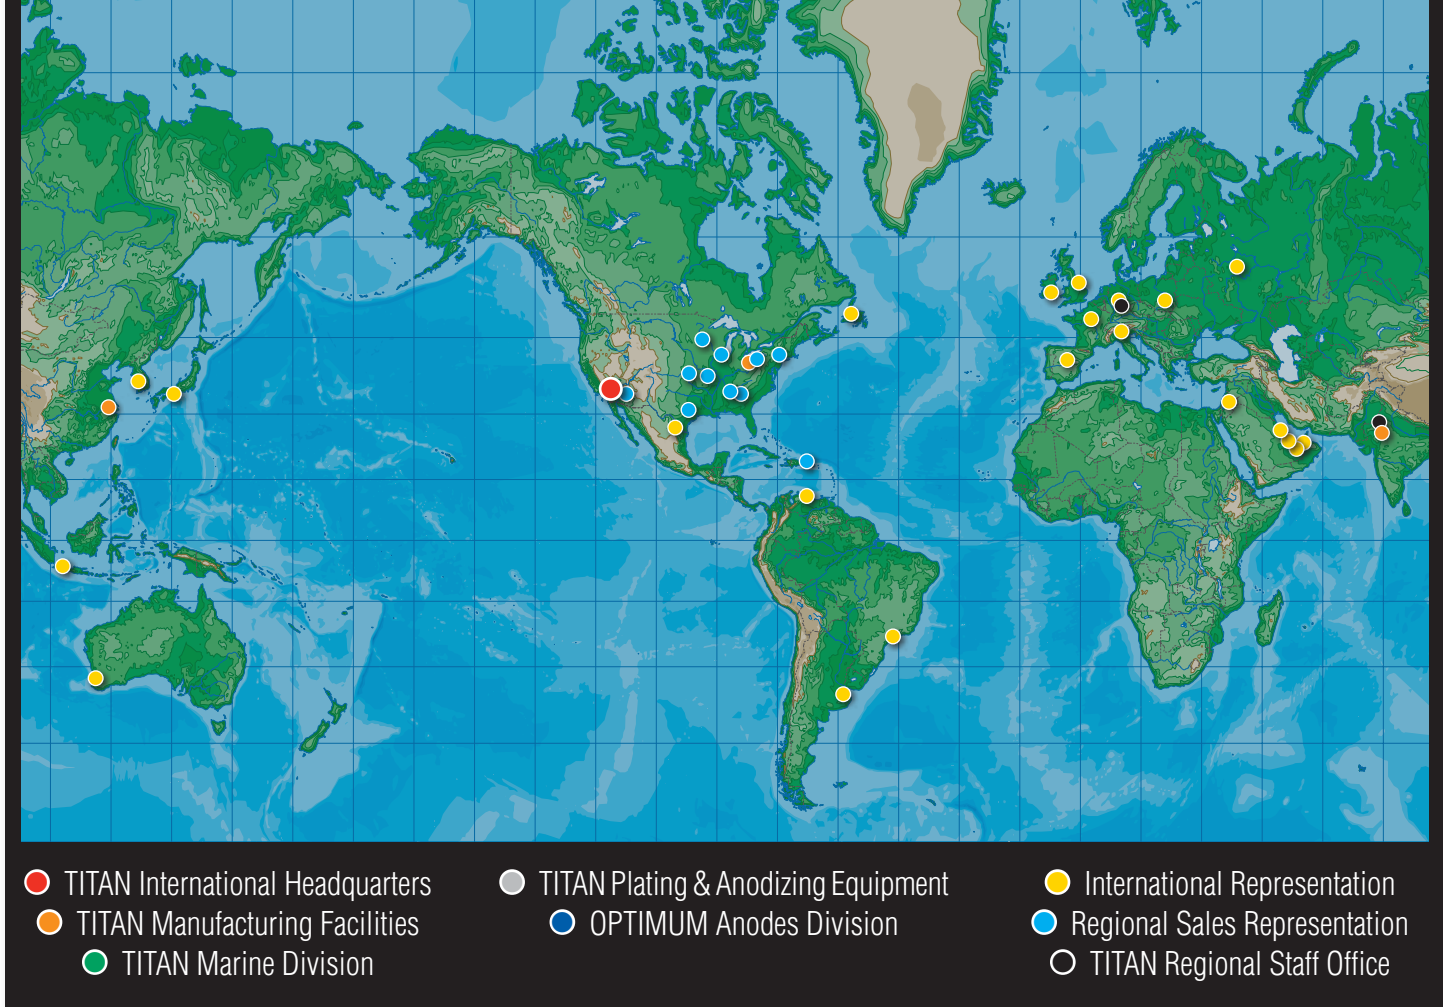 TITAN International Headquarters
TITAN Plating & Anodizing Equipment
International Representation
TITAN Manufacturing Facilities
OPTIMUM Anodes Division
Regional Sales Representation
TITAN Marine Division
TITAN Regional Staff Office